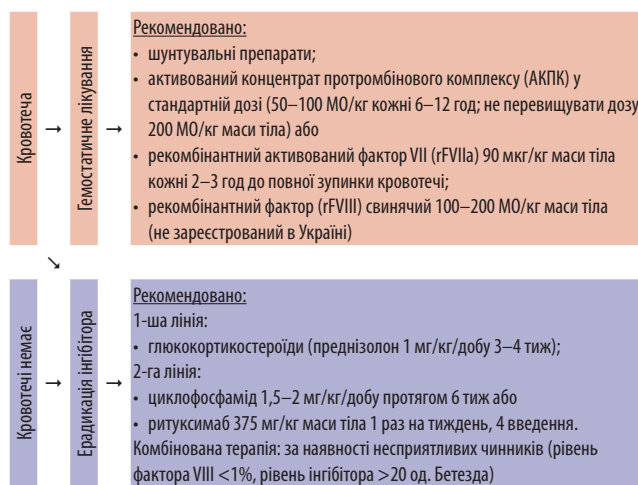 Кровотеча
→
Гемостатичне лікування
→
Рекомендовано:
• шунтувальні препарати;
• активований концентрат протромбінового комплексу (АКПК) у
стандартній дозі (50–100 МО/кг кожні 6–12 год; не перевищувати дозу
200 МО/кг маси тіла) або
• рекомбінантний активований фактор VII (rFVIIa) 90 мкг/кг маси тіла
кожні 2–3 год до повної зупинки кровотечі;
• рекомбінантний фактор (rFVIII) свинячий 100–200 МО/кг маси тіла
(не зареєстрований в Україні)
↘
Кровотечі немає
→
Ерадикація інгібітора
→
Рекомендовано:
1-ша лінія:
• глюкокортикостероїди (преднізолон 1 мг/кг/добу 3–4 тиж);
2-га лінія:
• циклофосфамід 1,5–2 мг/кг/добу протягом 6 тиж або
• ритуксимаб 375 мг/кг маси тіла 1 раз на тиждень, 4 введення.
Комбінована терапія: за наявності несприятливих чинників (рівень
фактора VIII <1%, рівень інгібітора >20 од. Бетезда)